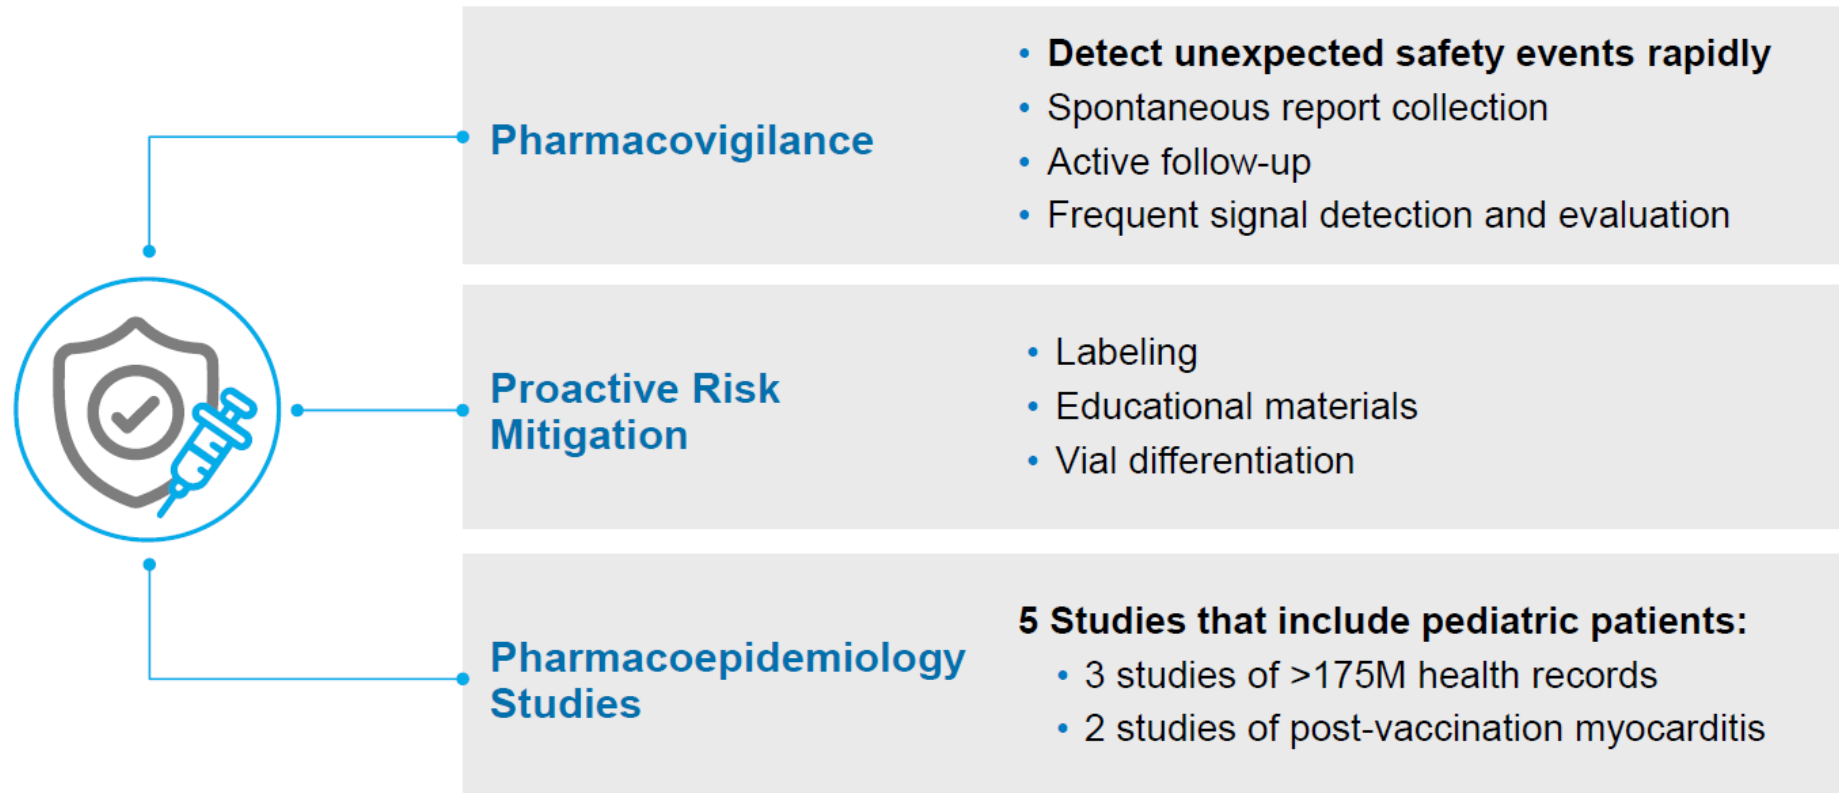 Pharmacovigilance
• Detect unexpected safety events rapidly
• Spontaneous report collection
• Active follow-up
• Frequent signal detection and evaluation
Proactive Risk
Mitigation
• Labeling
• Educational materials
• Vial differentiation
Pharmacoepidemiology
Studies
5 Studies that include pediatric patients:
• 3 studies of >175M health records
• 2 studies of post-vaccination myocarditis